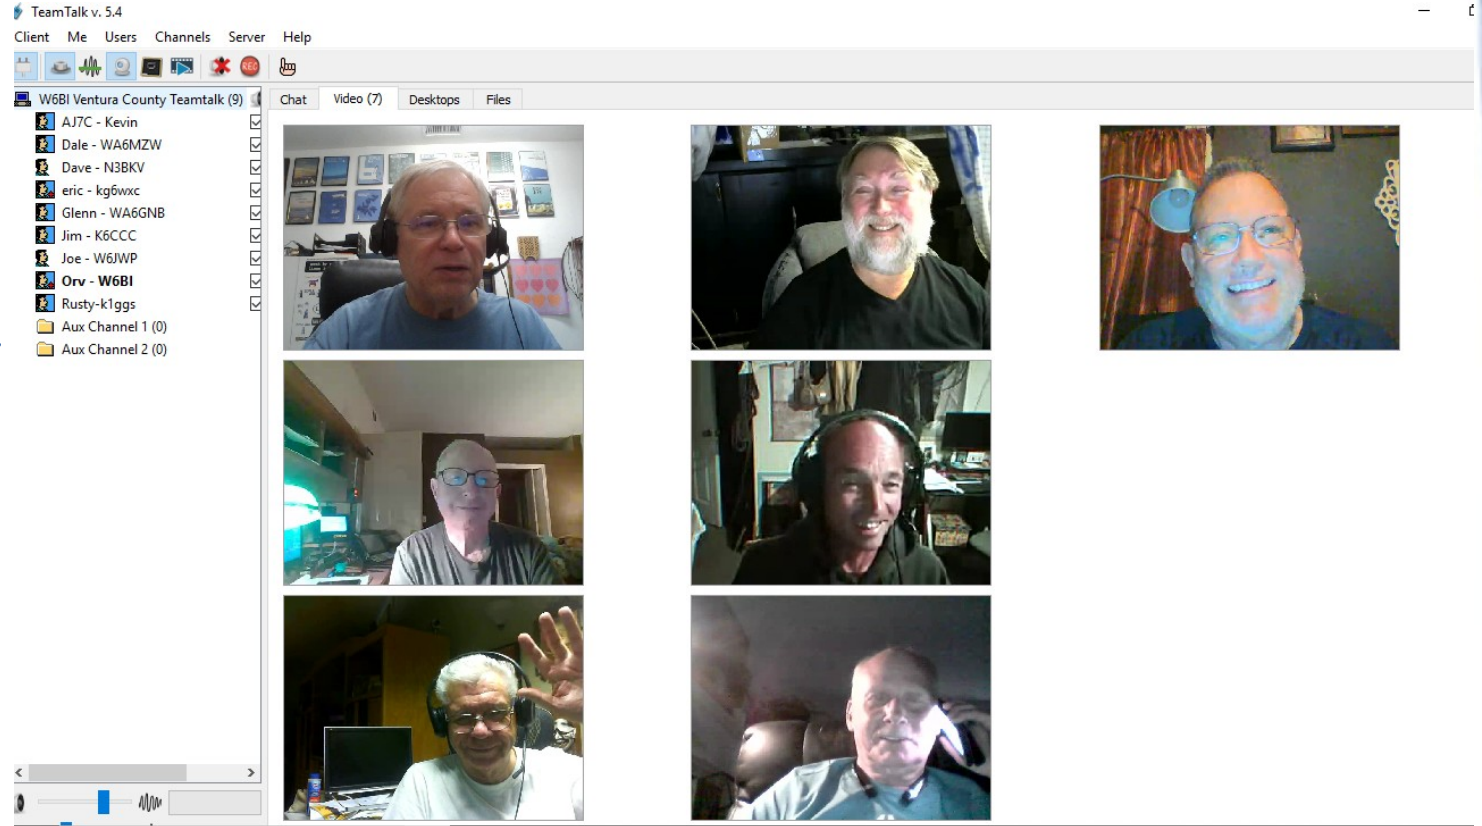 TeamTalk v. 5.4
Client Me Users Channels Server Help
REC
W6BI Ventura County Teamtalk (9)
Chat Video (7) Desktops Files
AJ7C - Kevin
Dale - WA6MZW
Dave - N3BKV
eric - kg6wxc
Glenn - WA6GNB
Jim - K6CCC
Joe - W6JWP
Orv - W6BI
Rusty-k1ggs
Aux Channel 1 (0)
Aux Channel 2 (0)